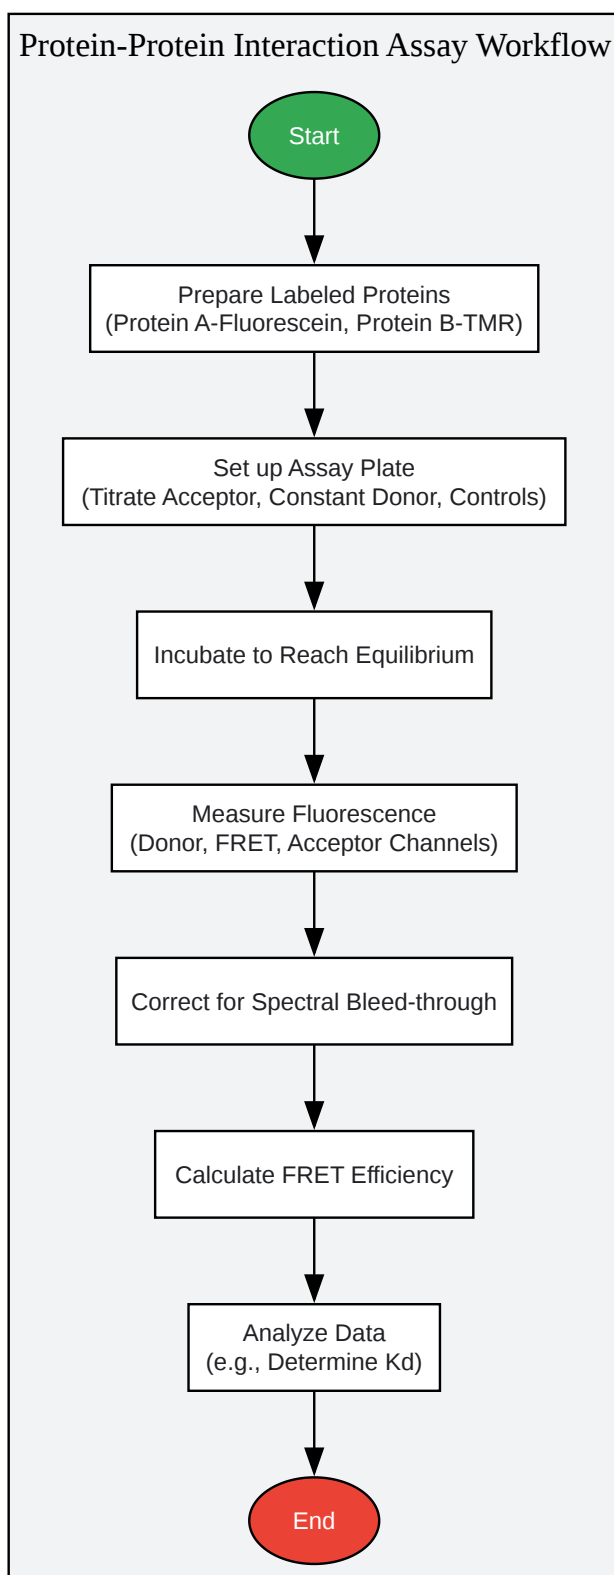 Protein-Protein Interaction Assay Workflow
Start
Prepare Labeled Proteins
(Protein A-Fluorescein, Protein B-TMR)
Set up Assay Plate
(Titrate Acceptor, Constant Donor, Controls)
Incubate to Reach Equilibrium
Measure Fluorescence
(Donor, FRET, Acceptor Channels)
Correct for Spectral Bleed-through
Calculate FRET Efficiency
Analyze Data
(e.g., Determine Kd)
End